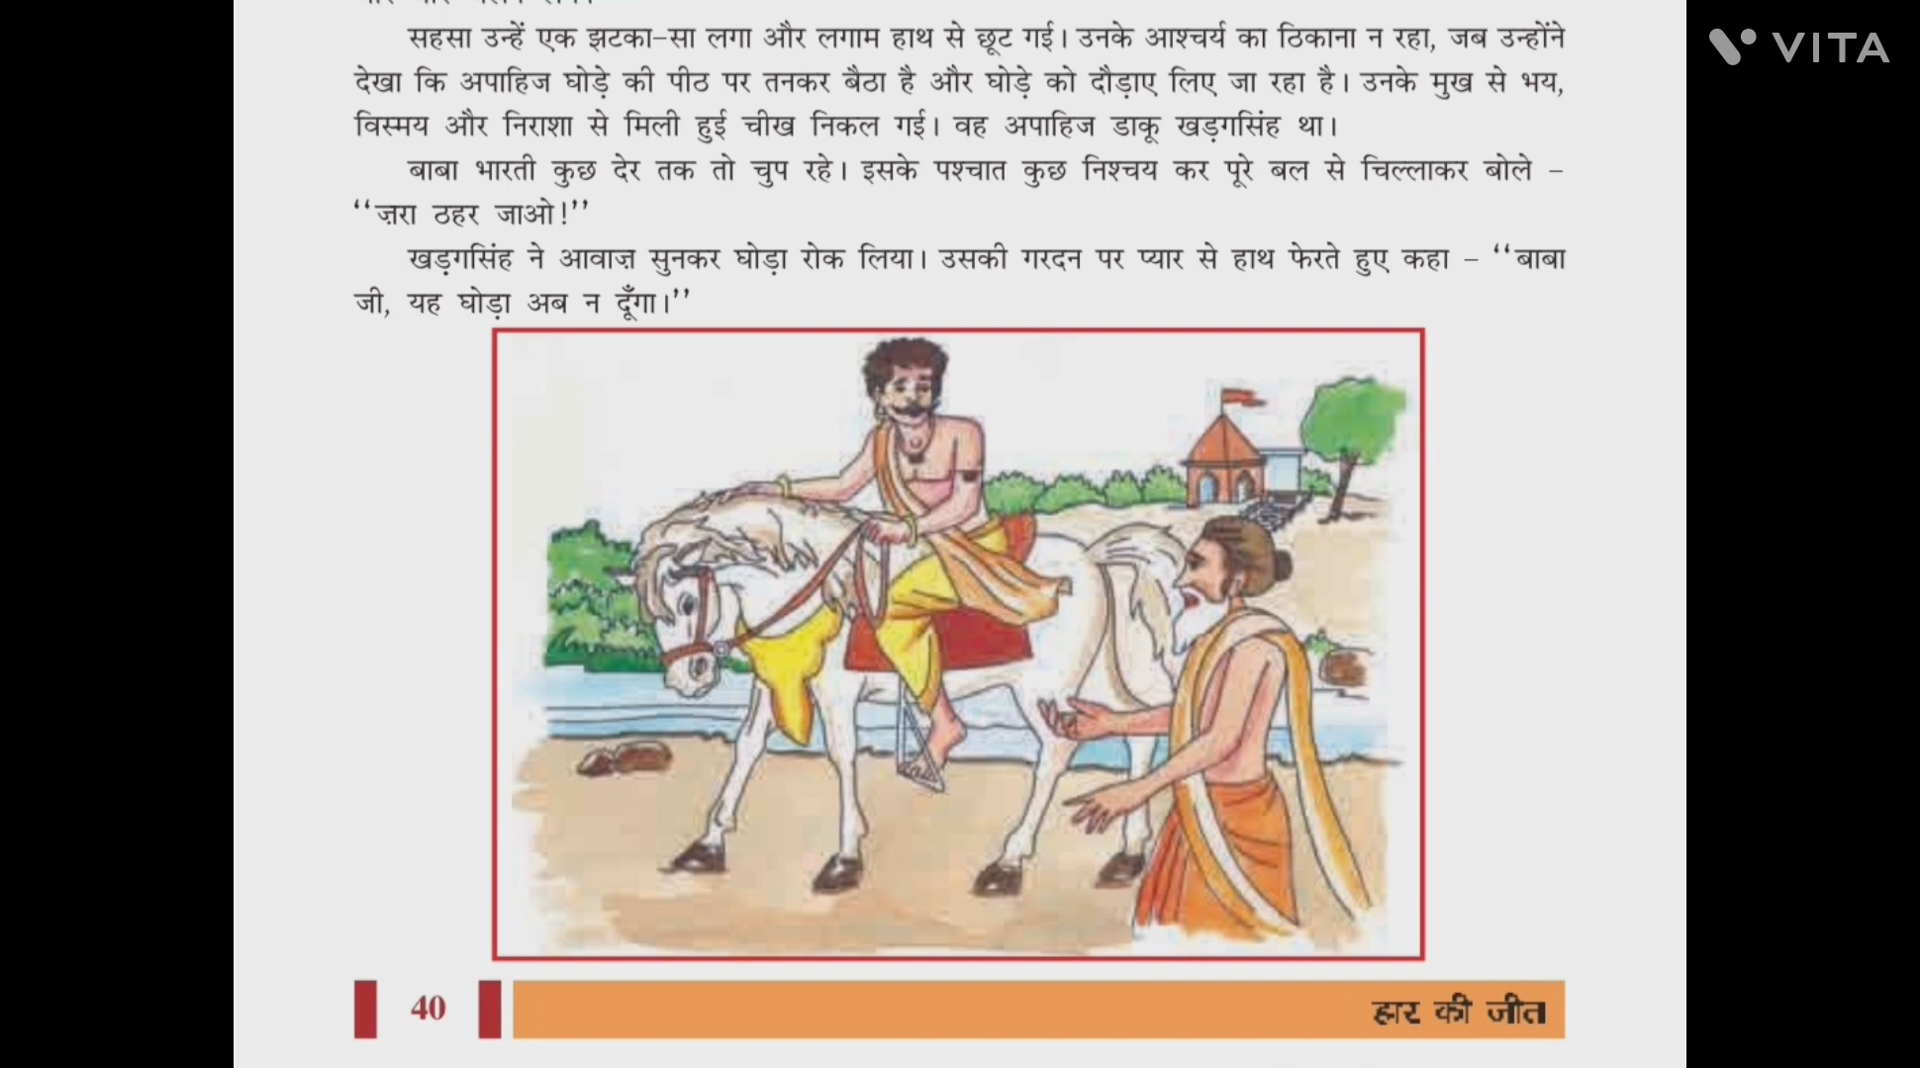 सहसा उन्हें एक झटका-सा लगा और लगाम हाथ से छूट गई। उनके आश्चर्य का ठिकाना न रहा, जब उन्होंने
देखा कि अपाहिज घोड़े की पीठ पर तनकर बैठा है और घोड़े को दौड़ाए लिए जा रहा है। उनके मुख से भय,
विस्मय और निराशा से मिली हुई चीख निकल गई। वह अपाहिज डाकू खड़गसिंह था।
बाबा भारती कुछ देर तक तो चुप रहे। इसके पश्चात कुछ निश्चय कर पूरे बल से चिल्लाकर बोले –
‘‘ज़रा ठहर जाओ!’’
खड़गसिंह ने आवाज़ सुनकर घोड़ा रोक लिया। उसकी गरदन पर प्यार से हाथ फेरते हुए कहा – ‘‘बाबा
जी, यह घोड़ा अब न दूँगा।’’
40
हार की जीत
VITA